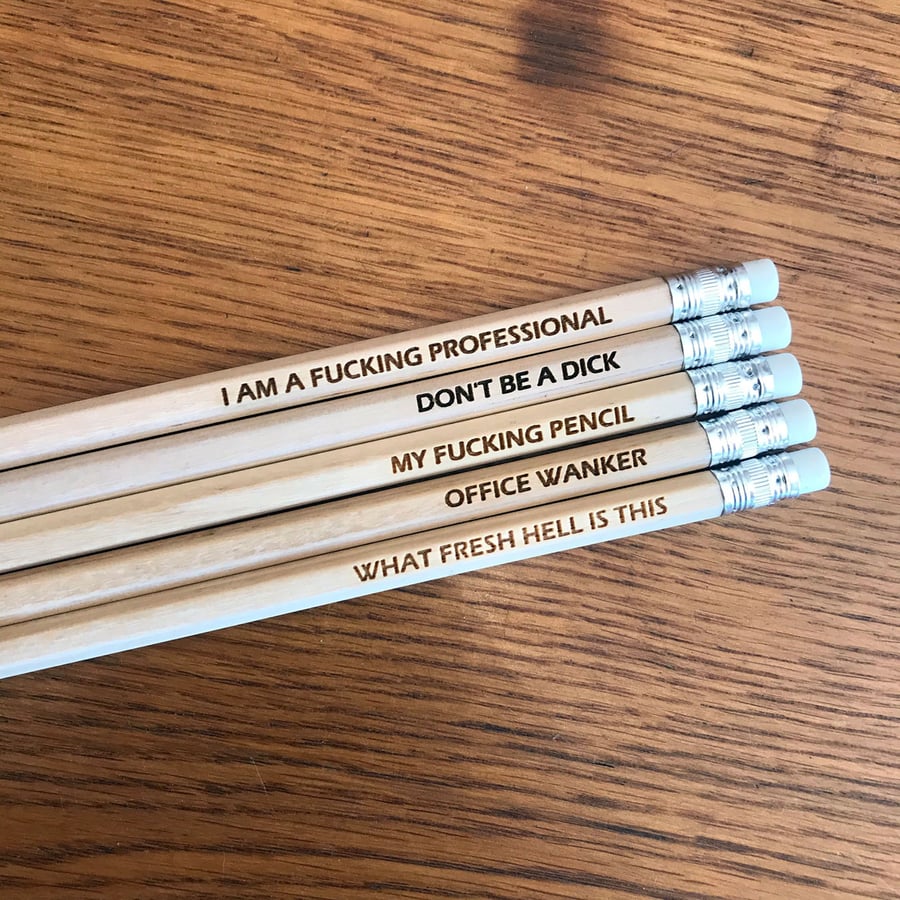 I AM A FUCKING PROFESSIONAL
DON'T BE A DICK
MY FUCKING PENCIL
OFFICE WANKER
WHAT FRESH HELL IS THIS